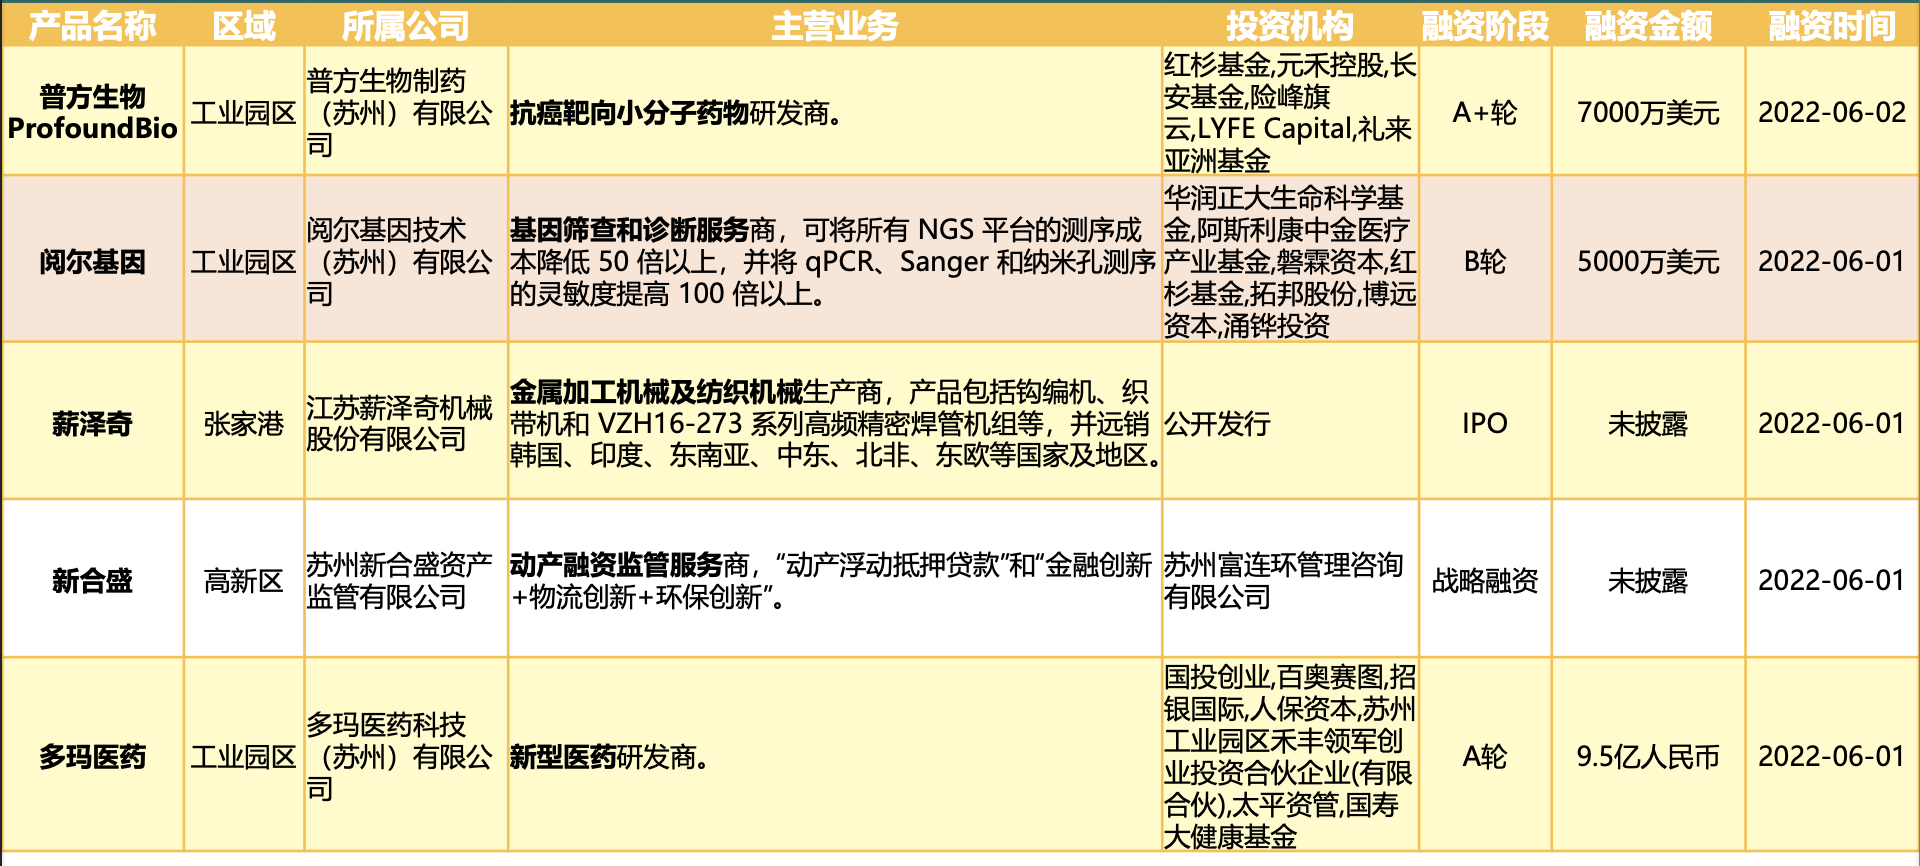 产品名称 区域 所属公司 主营业务 投资机构 融资阶段 融资金额 融资时间
普方生物
ProfoundBio
工业园区
普方生物制药
（苏州）有限公
司
抗癌靶向小分子药物研发商。
红杉基金,元禾控股,长
安基金,险峰旗
云,LYFE Capital,礼来
亚洲基金
A+轮
7000万美元
2022-06-02
阅尔基因
工业园区
阅尔基因技术
（苏州）有限公
司
基因筛查和诊断服务商，可将所有 NGS 平台的测序成
本降低 50 倍以上，并将 qPCR、Sanger 和纳米孔测序
的灵敏度提高 100 倍以上。
华润正大生命科学基
金,阿斯利康中金医疗
产业基金,磐霖资本,红
杉基金,拓邦股份,博远
资本,涌铧投资
B轮
5000万美元
2022-06-01
薪泽奇
张家港
江苏薪泽奇机械
股份有限公司
金属加工机械及纺织机械生产商，产品包括钩编机、织
带机和 VZH16-273 系列高频精密焊管机组等，并远销
韩国、印度、东南亚、中东、北非、东欧等国家及地区。
公开发行
IPO
未披露
2022-06-01
新合盛
高新区
苏州新合盛资产
监管有限公司
动产融资监管服务商，“动产浮动抵押贷款”和“金融创新
+物流创新+环保创新”。
苏州富连环管理咨询
有限公司
战略融资
未披露
2022-06-01
多玛医药
工业园区
多玛医药科技
（苏州）有限公
司
新型医药研发商。
国投创业,百奥赛图,招
银国际,人保资本,苏州
工业园区禾丰领军创
业投资合伙企业(有限
合伙),太平资管,国寿
大健康基金
A轮
9.5亿人民币
2022-06-01